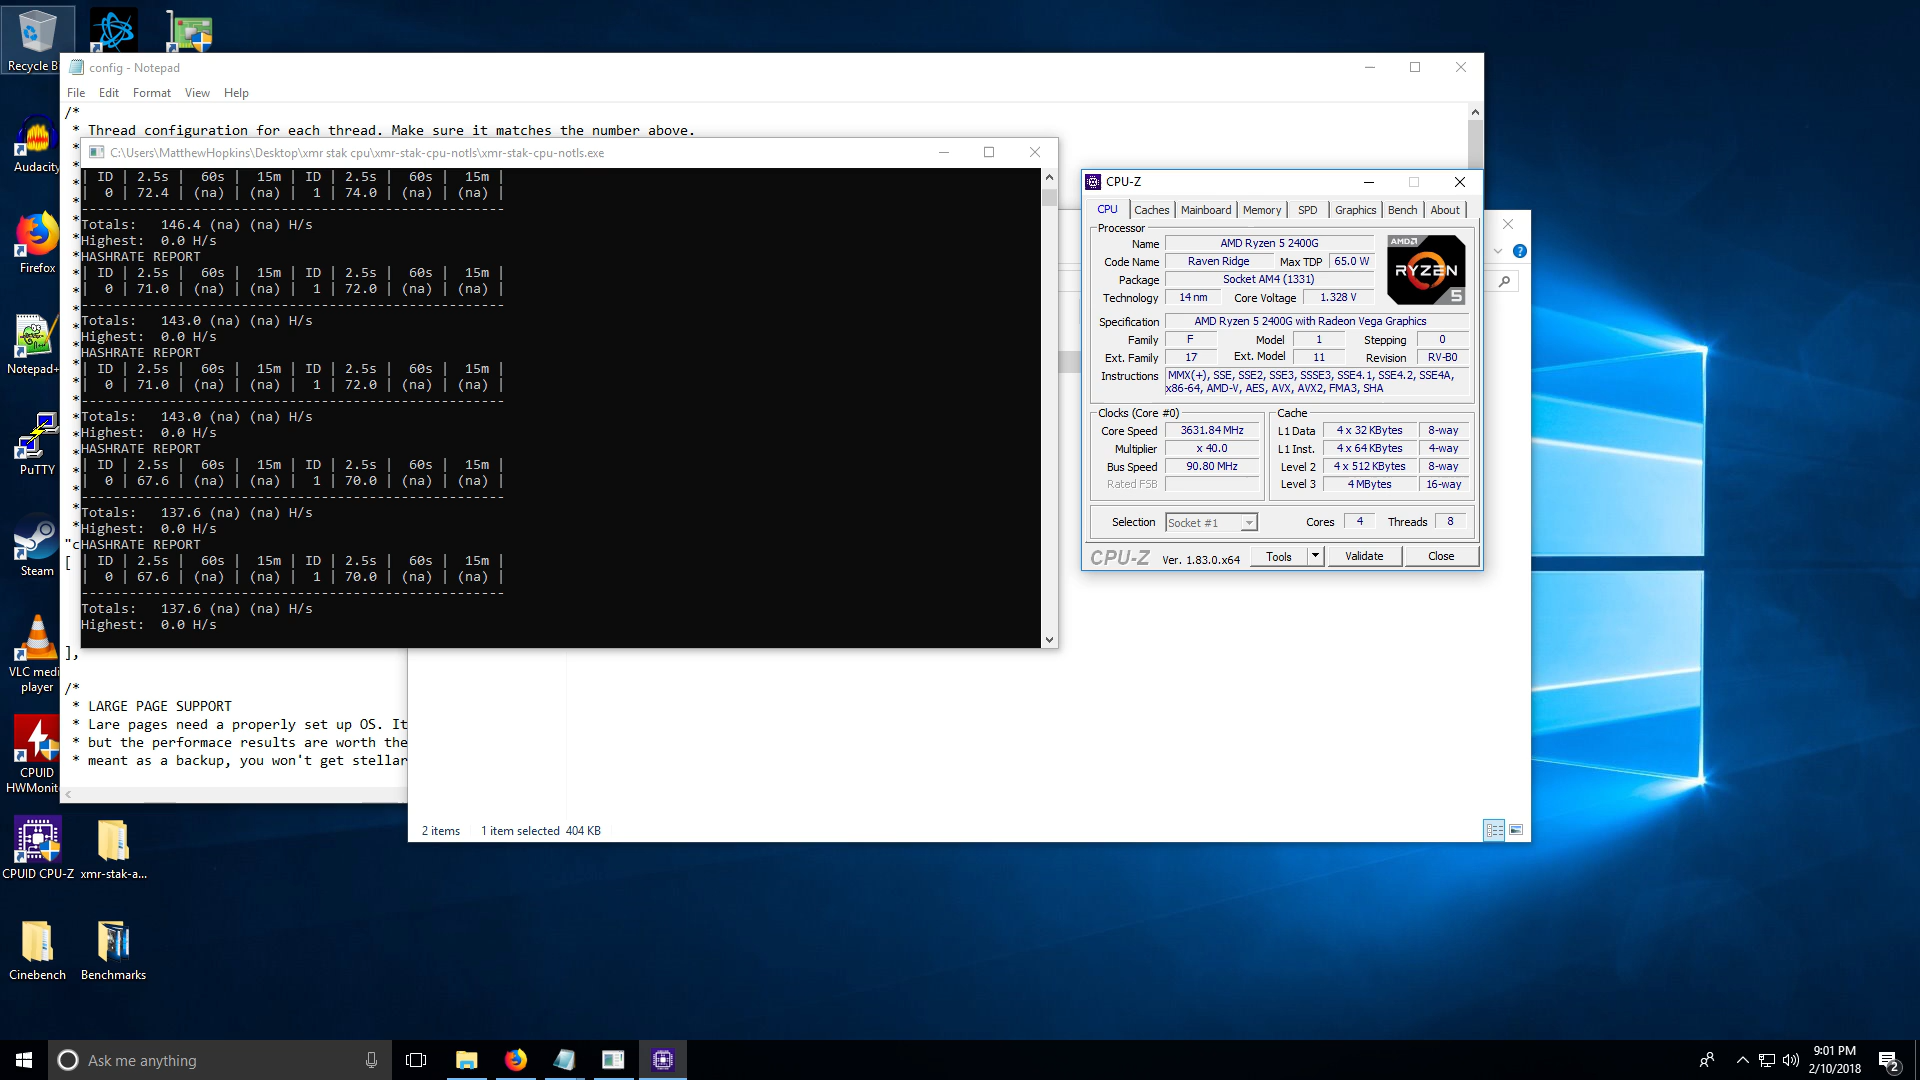 Recycle B
config - Notepad
File Edit Format View Help
/*
* Thread configuration for each thread. Make sure it matches the number above.
C:\Users\MatthewHopkins\Desktop\xmr stak cpu\xmr-stak-cpu-notls\xmr-stak-cpu-notls.exe
| ID | 2.5s | 60s | 15m | ID | 2.5s | 60s | 15m |
| 0 | 72.4 | (na) | (na) | 1 | 74.0 | (na) | (na) |
-----------------------------------------------------
Totals: 146.4 (na) (na) H/s
Highest: 0.0 H/s
HASHRATE REPORT
| ID | 2.5s | 60s | 15m | ID | 2.5s | 60s | 15m |
| 0 | 71.0 | (na) | (na) | 1 | 72.0 | (na) | (na) |
-----------------------------------------------------
Totals: 143.0 (na) (na) H/s
Highest: 0.0 H/s
HASHRATE REPORT
| ID | 2.5s | 60s | 15m | ID | 2.5s | 60s | 15m |
| 0 | 71.0 | (na) | (na) | 1 | 72.0 | (na) | (na) |
-----------------------------------------------------
Totals: 143.0 (na) (na) H/s
Highest: 0.0 H/s
HASHRATE REPORT
| ID | 2.5s | 60s | 15m | ID | 2.5s | 60s | 15m |
| 0 | 67.6 | (na) | (na) | 1 | 70.0 | (na) | (na) |
-----------------------------------------------------
Totals: 137.6 (na) (na) H/s
Highest: 0.0 H/s
HASHRATE REPORT
| ID | 2.5s | 60s | 15m | ID | 2.5s | 60s | 15m |
| 0 | 67.6 | (na) | (na) | 1 | 70.0 | (na) | (na) |
-----------------------------------------------------
Totals: 137.6 (na) (na) H/s
Highest: 0.0 H/s
"c
[
],
/*
* LARGE PAGE SUPPORT
* Lare pages need a properly set up OS. It
* but the performace results are worth the
* meant as a backup, you won't get stellar
CPU-Z
CPU Caches Mainboard Memory SPD Graphics Bench About
Processor
Name AMD Ryzen 5 2400G
Code Name Raven Ridge Max TDP 65.0 W
Package Socket AM4 (1331)
Technology 14 nm Core Voltage 1.328 V
AMD
RYZEN
5
Specification AMD Ryzen 5 2400G with Radeon Vega Graphics
Family F Model 1 Stepping 0
Ext. Family 17 Ext. Model 11 Revision RV-B0
Instructions MMX(+), SSE, SSE2, SSE3, SSSE3, SSE4.1, SSE4.2, SSE4A,
x86-64, AMD-V, AES, AVX, AVX2, FMA3, SHA
Clocks (Core #0)
Core Speed 3631.84 MHz
Multiplier x 40.0
Bus Speed 90.80 MHz
Rated FSB
Cache
L1 Data 4 x 32 KBytes 8-way
L1 Inst. 4 x 64 KBytes 4-way
Level 2 4 x 512 KBytes 8-way
Level 3 4 MBytes 16-way
Selection Socket #1 Cores 4 Threads 8
CPU-Z Ver. 1.83.0.x64 Tools Validate Close
2 items 1 item selected 404 KB
Audacity
Firefox
Notepad+
PuTTY
Steam
VLC medi
player
CPUID
HWMonit
CPUID CPU-Z
xmr-stak-a...
Cinebench
Benchmarks
Ask me anything
9:01 PM
2/10/2018
2